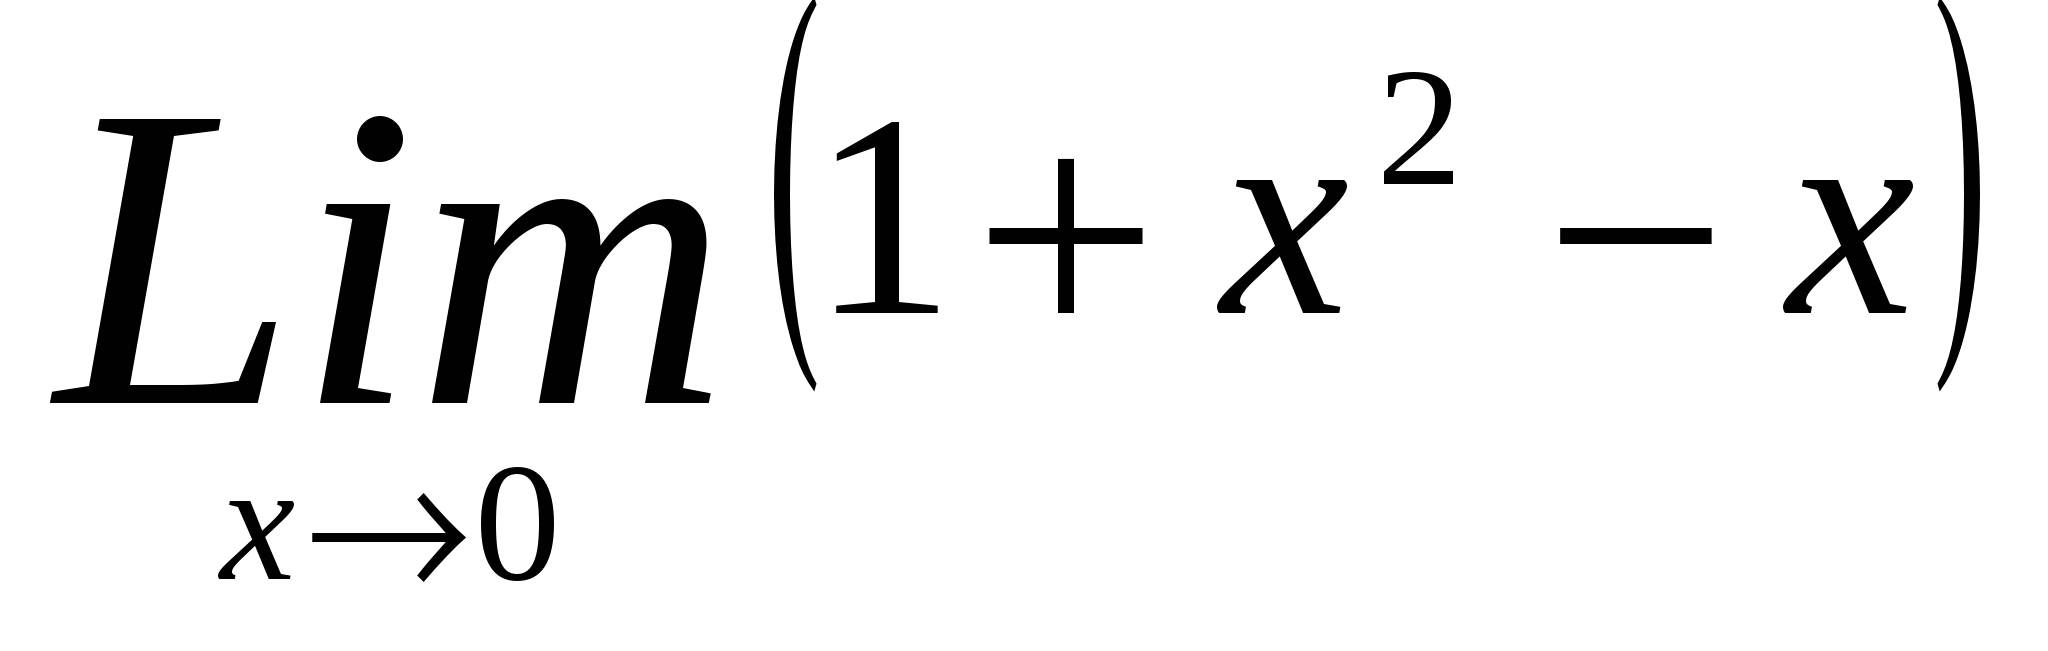 Lim (1 + x² − x)
x→0